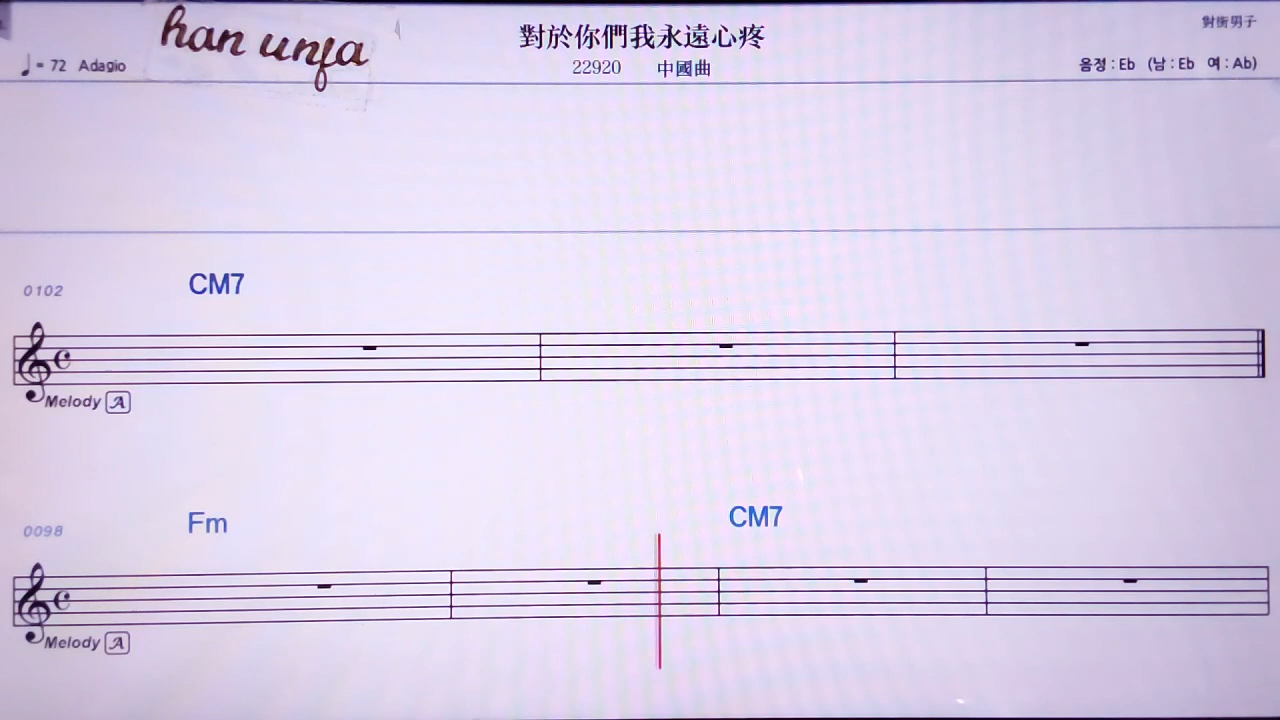 han unfa
對於你們我永遠心疼
對街男子
♩ = 72 Adagio
22920 中國曲
음정 : Eb (남 : Eb 여 : Ab)
0102 CM7
Melody A
0098 Fm CM7
Melody A